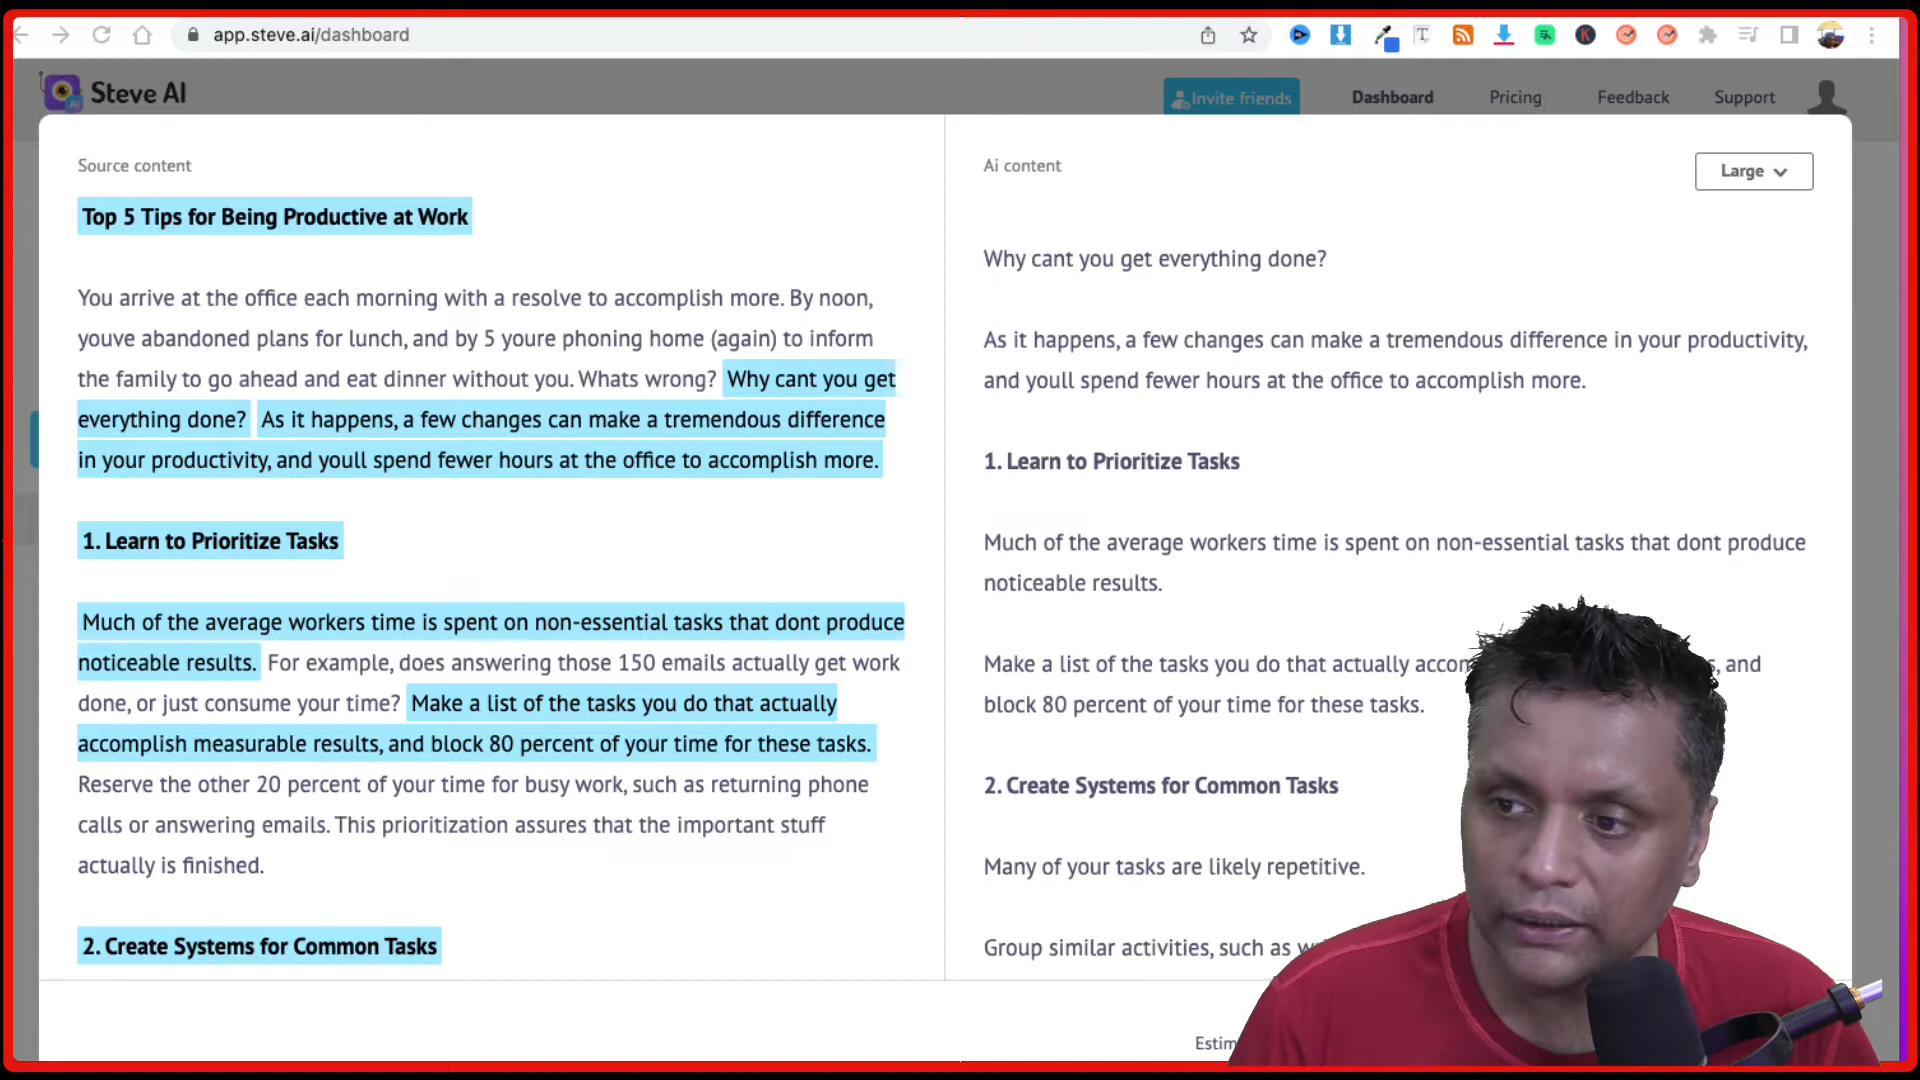 app.steve.ai/dashboard
Steve AI
Invite friends
Dashboard
Pricing
Feedback
Support
Source content
Top 5 Tips for Being Productive at Work
You arrive at the office each morning with a resolve to accomplish more. By noon,
youve abandoned plans for lunch, and by 5 youre phoning home (again) to inform
the family to go ahead and eat dinner without you. Whats wrong? Why cant you get
everything done? As it happens, a few changes can make a tremendous difference
in your productivity, and youll spend fewer hours at the office to accomplish more.
1. Learn to Prioritize Tasks
Much of the average workers time is spent on non-essential tasks that dont produce
noticeable results. For example, does answering those 150 emails actually get work
done, or just consume your time? Make a list of the tasks you do that actually
accomplish measurable results, and block 80 percent of your time for these tasks.
Reserve the other 20 percent of your time for busy work, such as returning phone
calls or answering emails. This prioritization assures that the important stuff
actually is finished.
2. Create Systems for Common Tasks
Ai content
Large
Why cant you get everything done?
As it happens, a few changes can make a tremendous difference in your productivity,
and youll spend fewer hours at the office to accomplish more.
1. Learn to Prioritize Tasks
Much of the average workers time is spent on non-essential tasks that dont produce
noticeable results.
Make a list of the tasks you do that actually and
block 80 percent of your time for these tasks.
2. Create Systems for Common Tasks
Many of your tasks are likely repetitive.
Group similar activities, such as